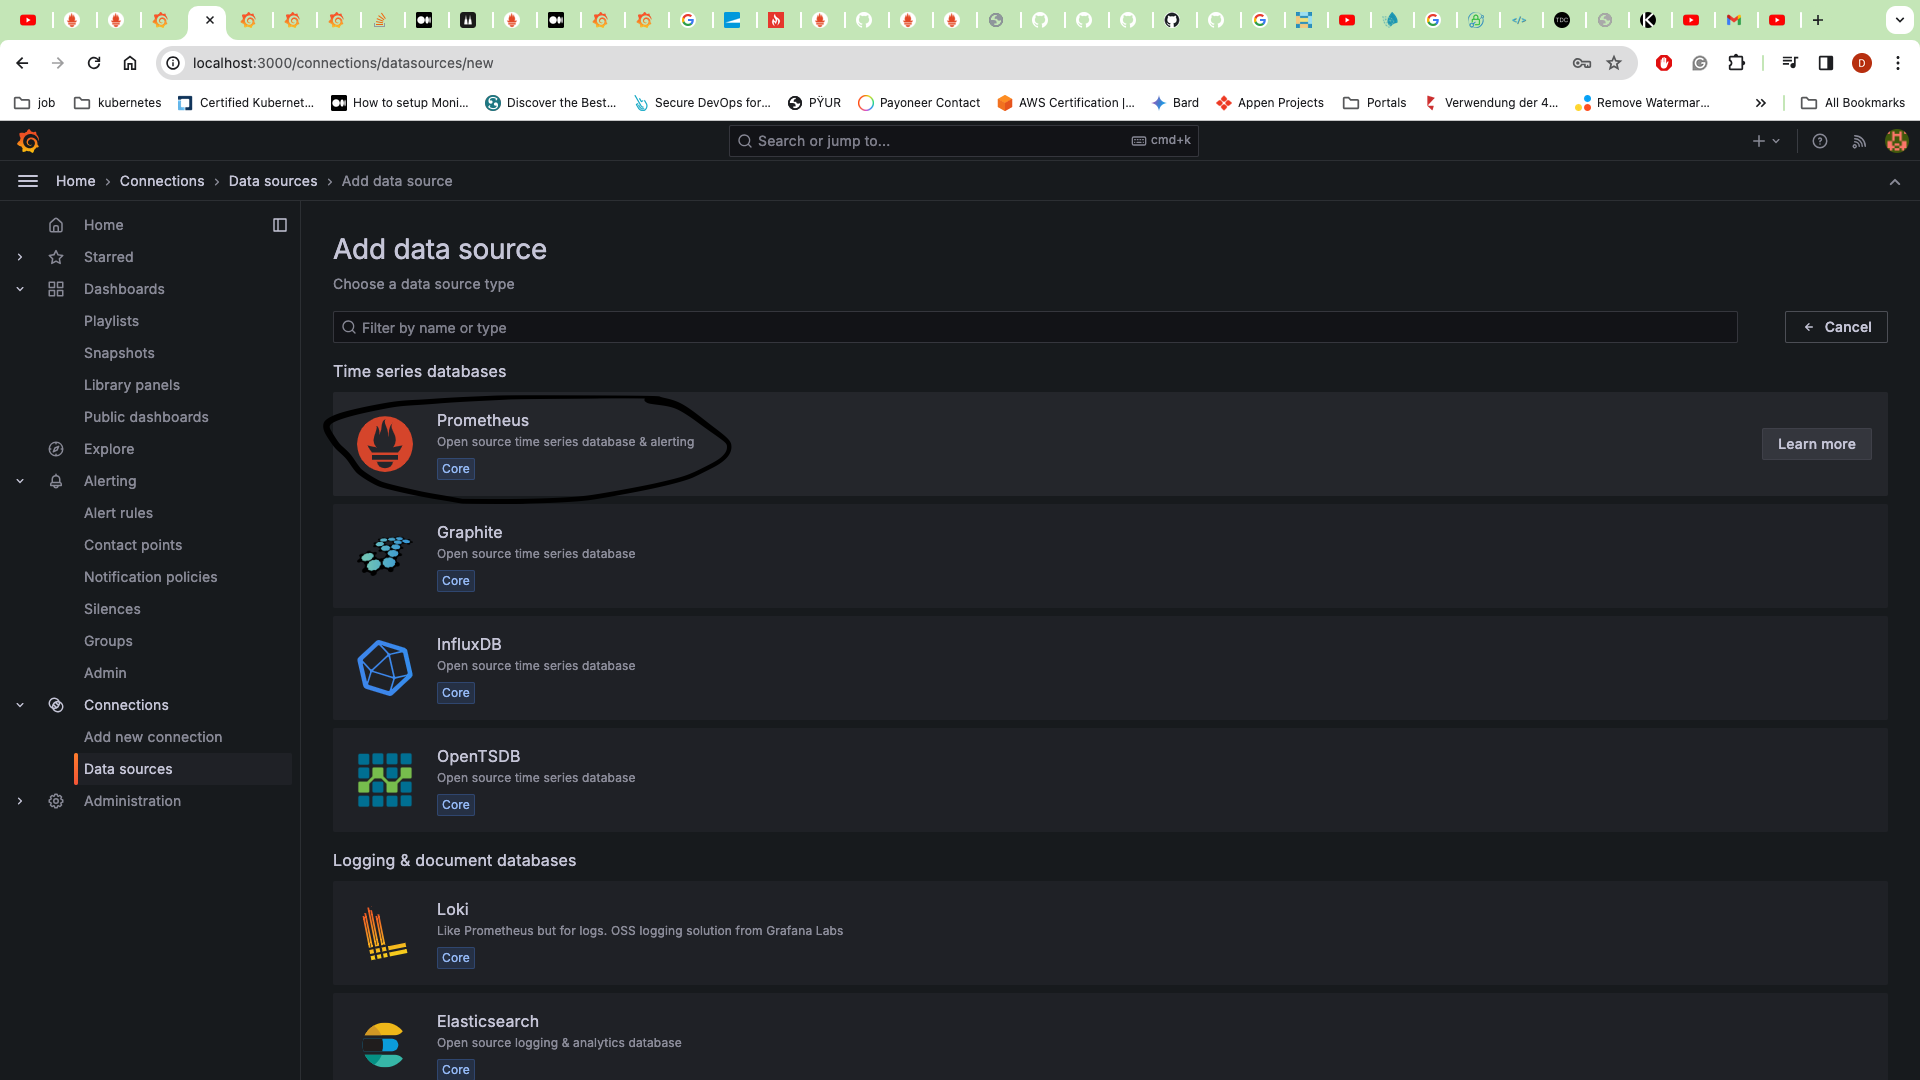 localhost:3000/connections/datasources/new
D
job
kubernetes
Certified Kubernet...
How to setup Moni...
Discover the Best...
Secure DevOps for...
PŸUR
Payoneer Contact
AWS Certification |...
Bard
Appen Projects
Portals
Verwendung der 4...
Remove Watermar...
All Bookmarks
Search or jump to...
cmd+k
Home › Connections › Data sources › Add data source
Home
Starred
Dashboards
Playlists
Snapshots
Library panels
Public dashboards
Explore
Alerting
Alert rules
Contact points
Notification policies
Silences
Groups
Admin
Connections
Add new connection
Data sources
Administration
Add data source
Choose a data source type
Filter by name or type
Cancel
Time series databases
Prometheus
Open source time series database & alerting
Core
Learn more
Graphite
Open source time series database
Core
InfluxDB
Open source time series database
Core
OpenTSDB
Open source time series database
Core
Logging & document databases
Loki
Like Prometheus but for logs. OSS logging solution from Grafana Labs
Core
Elasticsearch
Open source logging & analytics database
Core